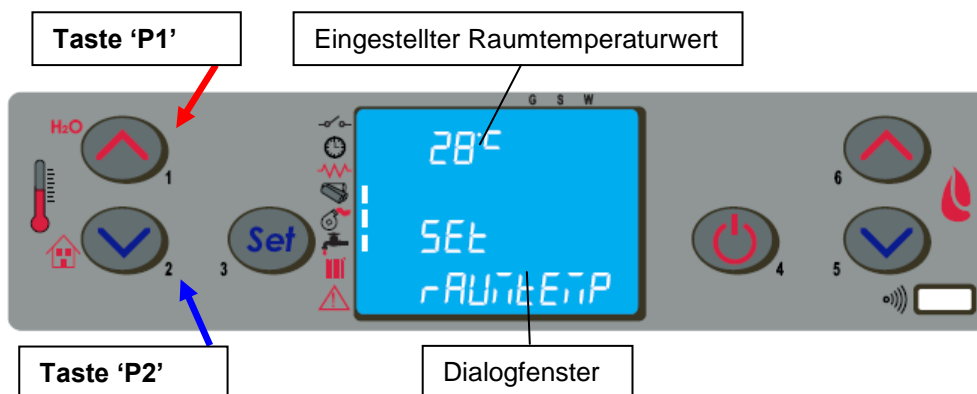 Taste ‘P1’
Eingestellter Raumtemperaturwert
G S W
H2O
28°C
1
6
Set
2
3
4
5
SEt
rAUmtEmP
Taste ‘P2’
Dialogfenster